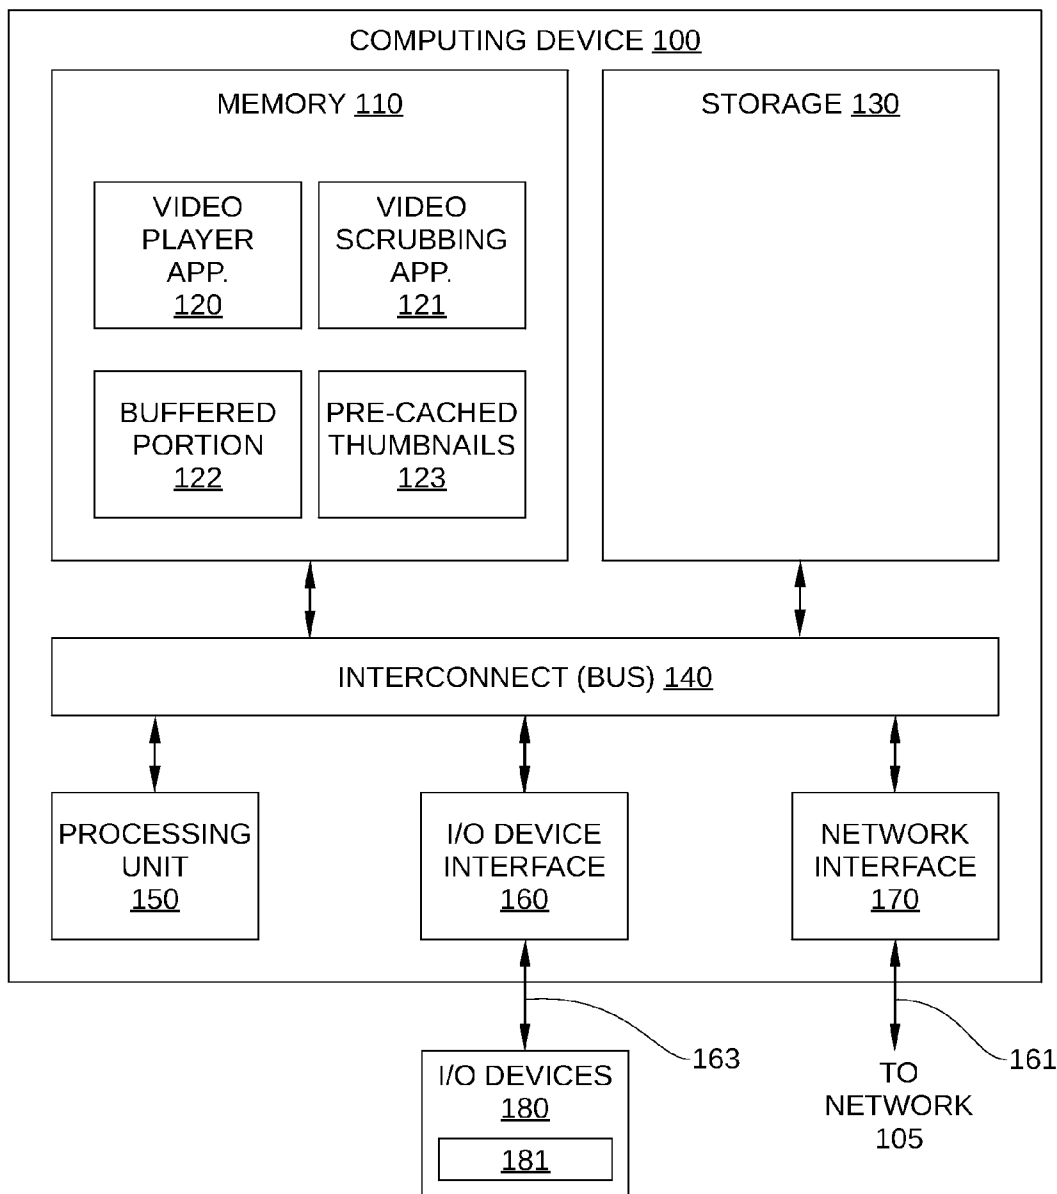 COMPUTING DEVICE 100
MEMORY 110
VIDEO
PLAYER
APP.
120
VIDEO
SCRUBBING
APP.
121
BUFFERED
PORTION
122
PRE-CACHED
THUMBNAILS
123
STORAGE 130
INTERCONNECT (BUS) 140
PROCESSING
UNIT
150
I/O DEVICE
INTERFACE
160
NETWORK
INTERFACE
170
163
161
I/O DEVICES
180
181
TO
NETWORK
105